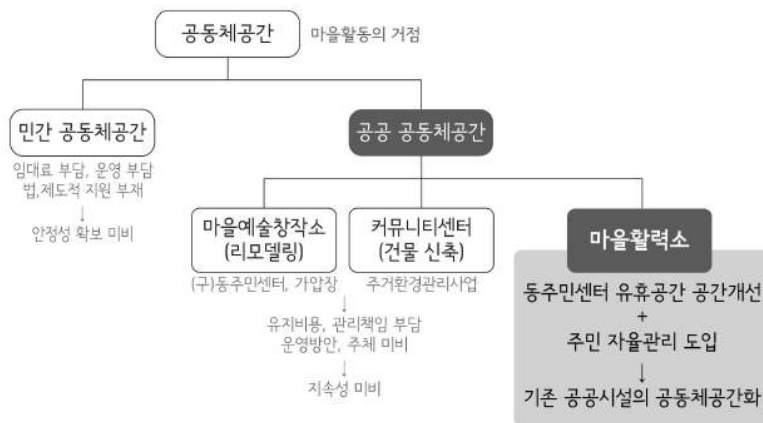 공동체공간
마을활동의 거점
민간 공동체공간
임대료 부담, 운영 부담
법,제도적 지원 부재
↓
안정성 확보 미비
공공 공동체공간
마을예술창작소
(리모델링)
(구)동주민센터, 가압장
커뮤니티센터
(건물 신축)
주거환경관리사업
↓
유지비용, 관리책임 부담
운영방안, 주체 미비
↓
지속성 미비
마을활력소
동주민센터 유휴공간 공간개선
+
주민 자율관리 도입
↓
기존 공공시설의 공동체공간화